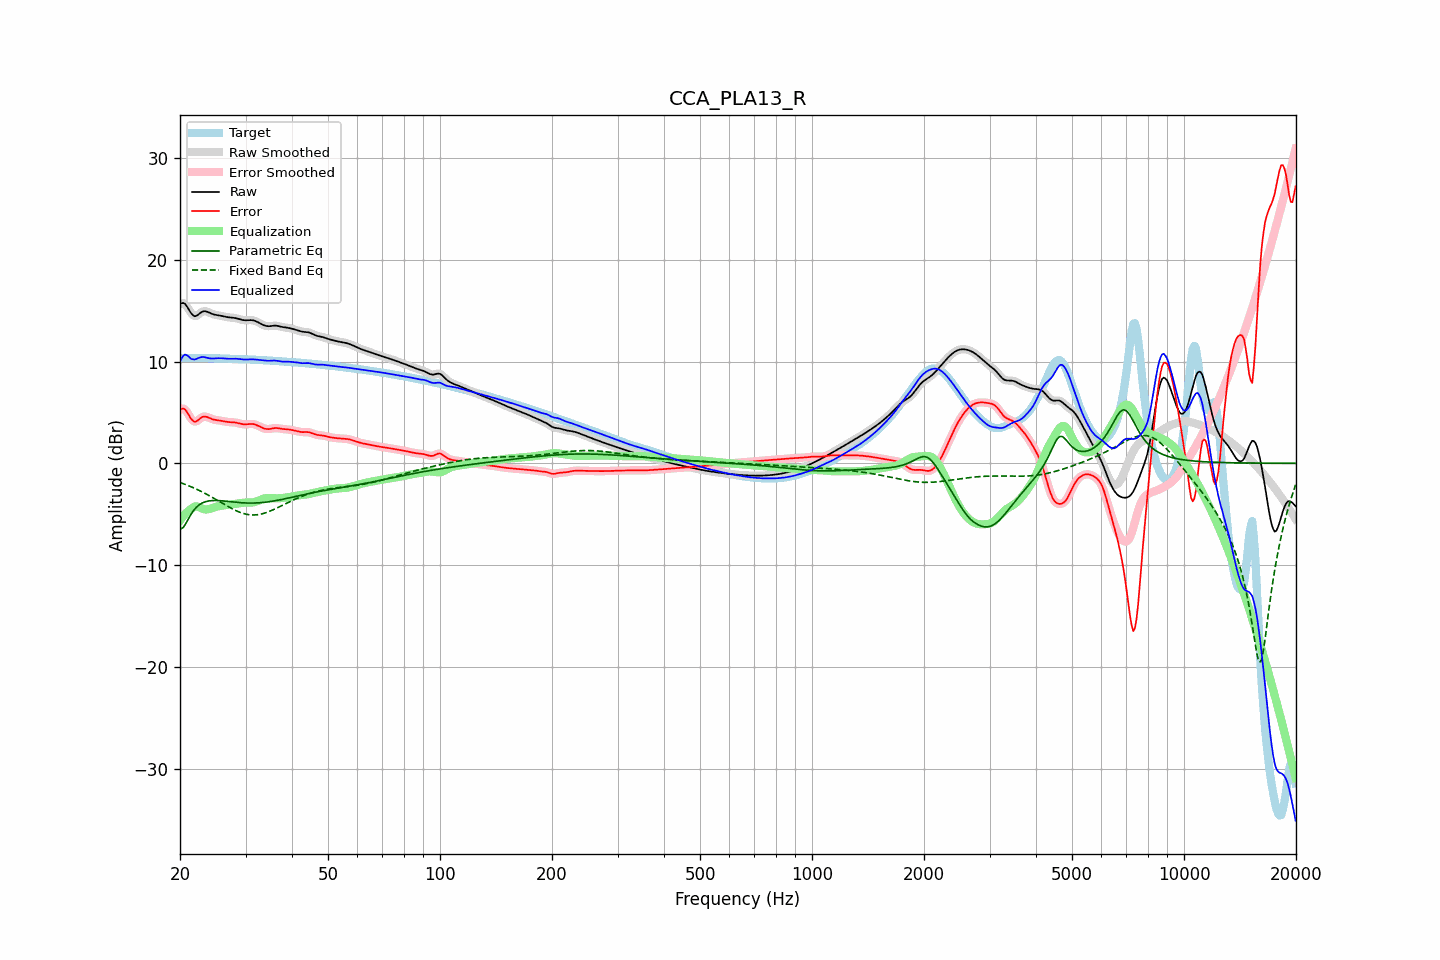 CCA_PLA13_R
Target
Raw Smoothed
Error Smoothed
Raw
Error
Equalization
Parametric Eq
Fixed Band Eq
Equalized
Amplitude (dBr)
30
20
10
0
−10
−20
−30
20 50 100 200 500 1000 2000 5000 10000 20000
Frequency (Hz)